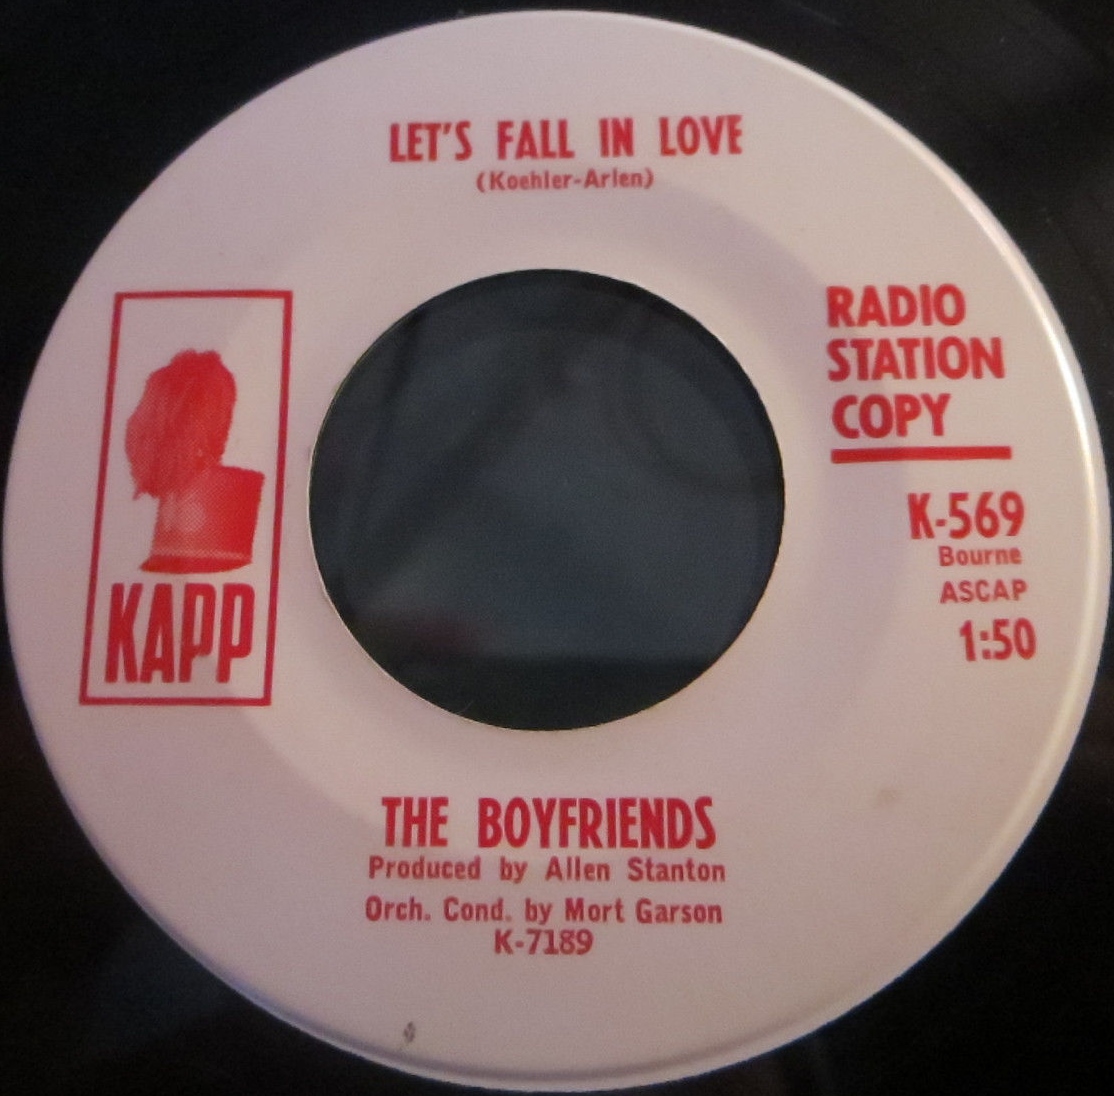 LET'S FALL IN LOVE
(Koehler-Arlen)
KAPP
RADIO
STATION
COPY
K-569
Bourne
ASCAP
1:50
THE BOYFRIENDS
Produced by Allen Stanton
Orch. Cond. by Mort Garson
K-7189